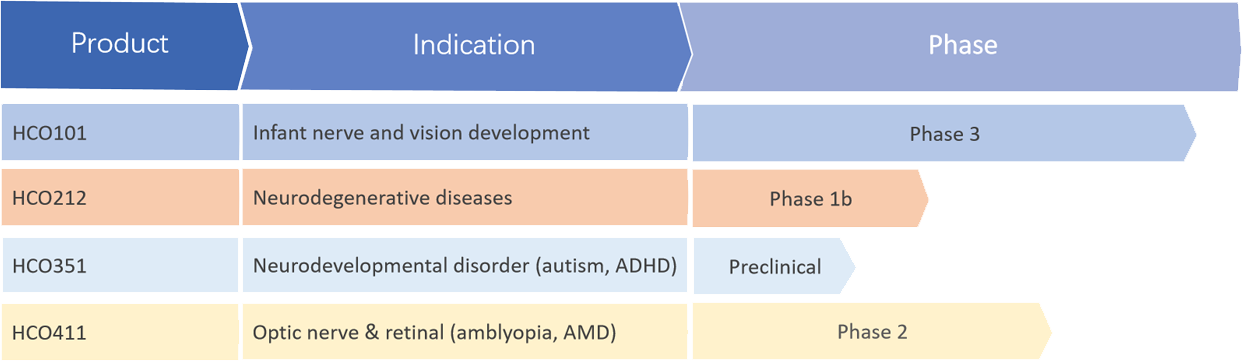 Product Indication Phase
HCO101 Infant nerve and vision development Phase 3
HCO212 Neurodegenerative diseases Phase 1b
HCO351 Neurodevelopmental disorder (autism, ADHD) Preclinical
HCO411 Optic nerve & retinal (amblyopia, AMD) Phase 2